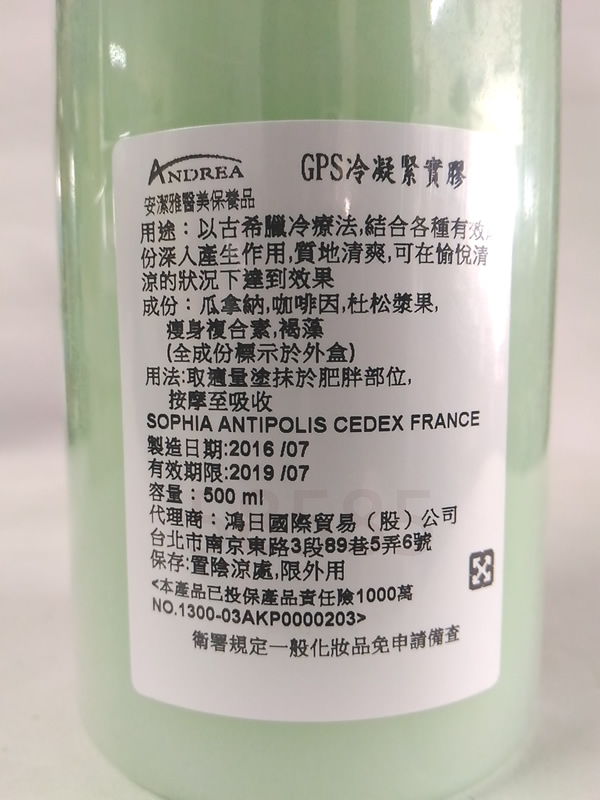 ANDREA GPS冷凝緊實膠
安潔雅醫美保養品
用途：以古希臘冷療法,結合各種有效
份深入產生作用,質地清爽,可在愉悅清
涼的狀況下達到效果
成份：瓜拿納,咖啡因,杜松漿果,
瘦身複合素,褐藻
(全成份標示於外盒)
用法:取適量塗抹於肥胖部位,
按摩至吸收
SOPHIA ANTIPOLIS CEDEX FRANCE
製造日期:2016 /07
有效期限:2019 /07
容量：500 ml
代理商：鴻日國際貿易（股）公司
台北市南京東路3段89巷5弄6號
保存:置陰涼處,限外用
<本產品已投保產品責任險1000萬
NO.1300-03AKP0000203>
衛署規定一般化妝品免申請備查